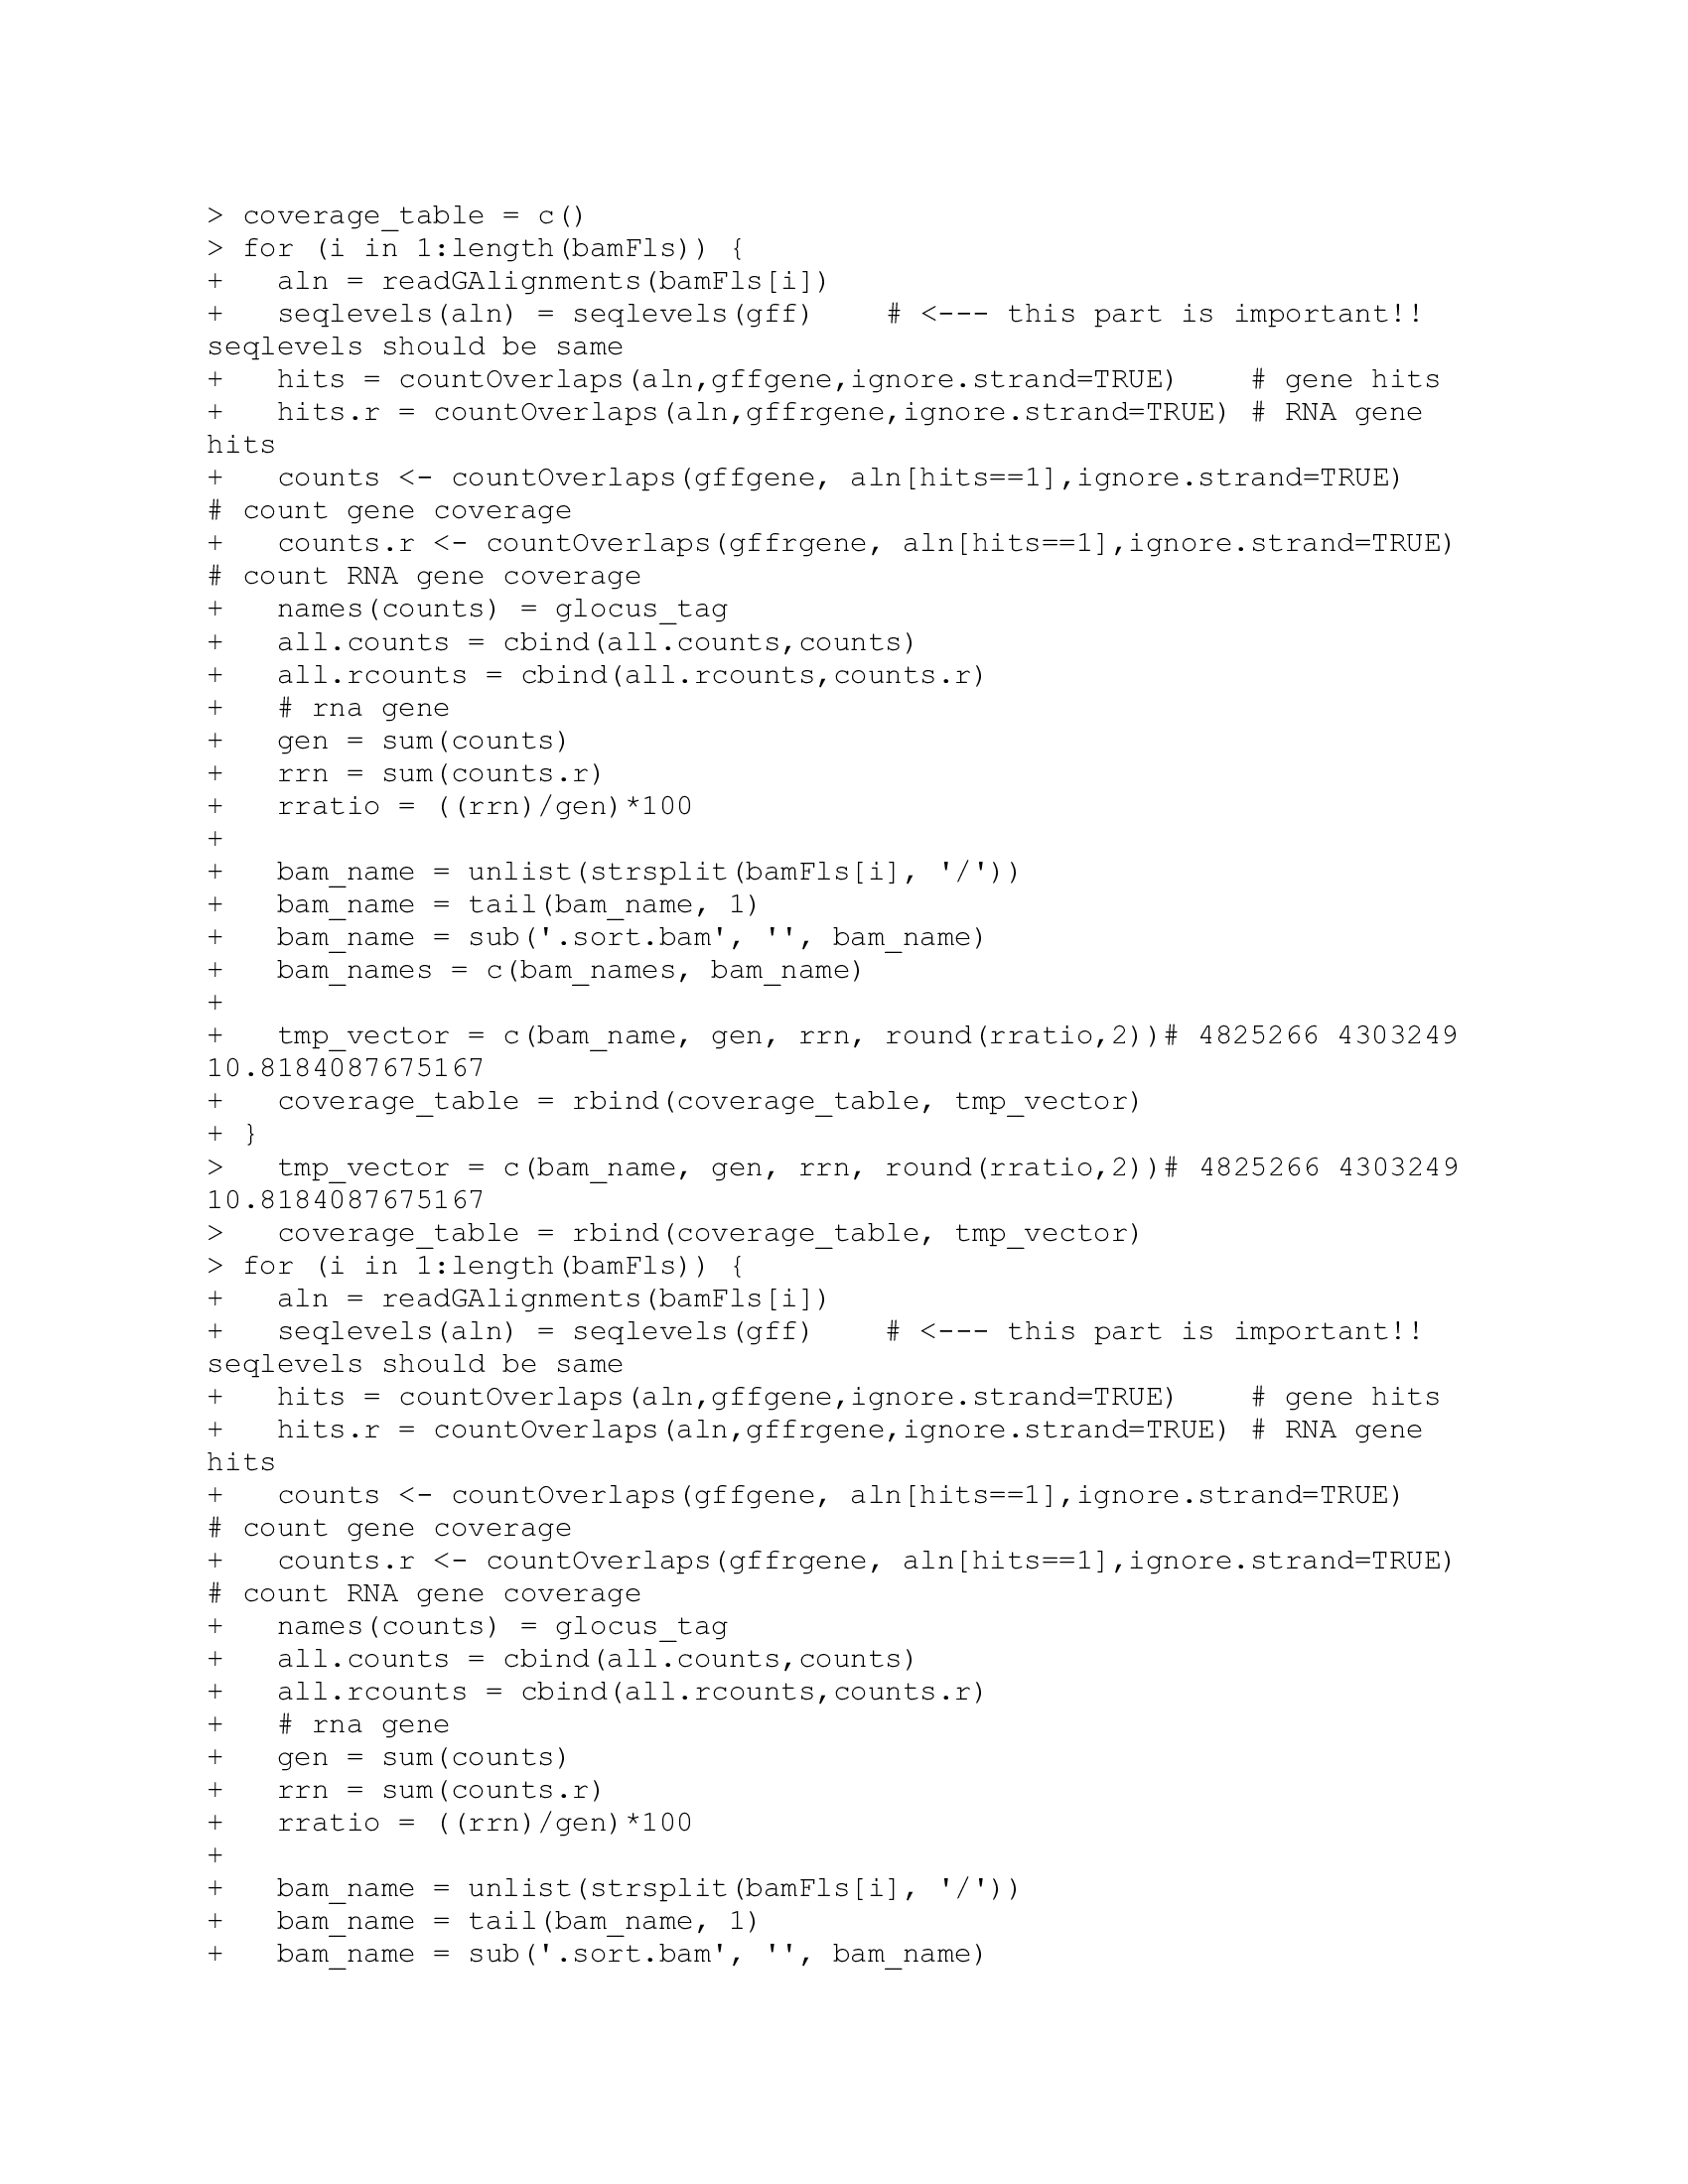 > coverage_table = c()
> for (i in 1:length(bamFls)) {
+   aln = readGAlignments(bamFls[i])
+   seqlevels(aln) = seqlevels(gff)    # <--- this part is important!!
seqlevels should be same
+   hits = countOverlaps(aln,gffgene,ignore.strand=TRUE)    # gene hits
+   hits.r = countOverlaps(aln,gffrgene,ignore.strand=TRUE) # RNA gene
hits
+   counts <- countOverlaps(gffgene, aln[hits==1],ignore.strand=TRUE)
# count gene coverage
+   counts.r <- countOverlaps(gffrgene, aln[hits==1],ignore.strand=TRUE)
# count RNA gene coverage
+   names(counts) = glocus_tag
+   all.counts = cbind(all.counts,counts)
+   all.rcounts = cbind(all.rcounts,counts.r)
+   # rna gene
+   gen = sum(counts)
+   rrn = sum(counts.r)
+   rratio = ((rrn)/gen)*100
+
+   bam_name = unlist(strsplit(bamFls[i], '/'))
+   bam_name = tail(bam_name, 1)
+   bam_name = sub('.sort.bam', '', bam_name)
+   bam_names = c(bam_names, bam_name)
+
+   tmp_vector = c(bam_name, gen, rrn, round(rratio,2))# 4825266 4303249
10.8184087675167
+   coverage_table = rbind(coverage_table, tmp_vector)
+ }
>   tmp_vector = c(bam_name, gen, rrn, round(rratio,2))# 4825266 4303249
10.8184087675167
>   coverage_table = rbind(coverage_table, tmp_vector)
> for (i in 1:length(bamFls)) {
+   aln = readGAlignments(bamFls[i])
+   seqlevels(aln) = seqlevels(gff)    # <--- this part is important!!
seqlevels should be same
+   hits = countOverlaps(aln,gffgene,ignore.strand=TRUE)    # gene hits
+   hits.r = countOverlaps(aln,gffrgene,ignore.strand=TRUE) # RNA gene
hits
+   counts <- countOverlaps(gffgene, aln[hits==1],ignore.strand=TRUE)
# count gene coverage
+   counts.r <- countOverlaps(gffrgene, aln[hits==1],ignore.strand=TRUE)
# count RNA gene coverage
+   names(counts) = glocus_tag
+   all.counts = cbind(all.counts,counts)
+   all.rcounts = cbind(all.rcounts,counts.r)
+   # rna gene
+   gen = sum(counts)
+   rrn = sum(counts.r)
+   rratio = ((rrn)/gen)*100
+
+   bam_name = unlist(strsplit(bamFls[i], '/'))
+   bam_name = tail(bam_name, 1)
+   bam_name = sub('.sort.bam', '', bam_name)